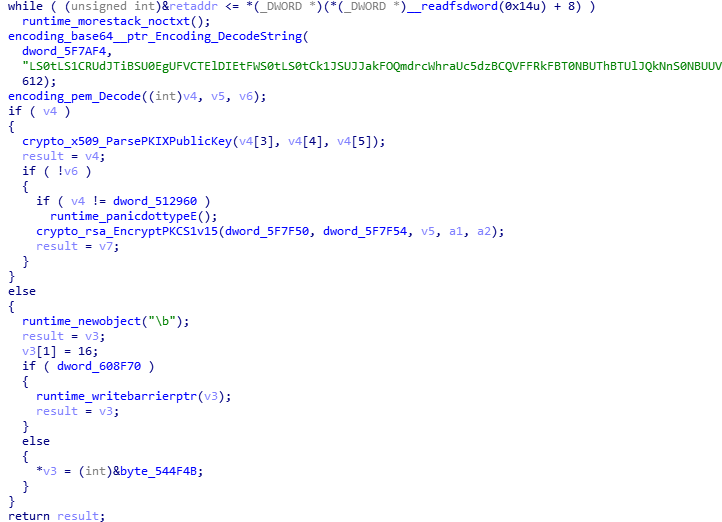 while ( (unsigned int)&retaddr <= *(_DWORD *)(*(_DWORD *)__readfsdword(0x14u) + 8) )
runtime_morestack_noctxt();
encoding_base64__ptr_Encoding_DecodeString(
dword_5F7AF4,
"LS0tLS1CRUdJTiBSU0EgUFVCTElDIEtFWS0tLS0tCk1JSUJJakFOQmdrcWhraUc5dzBCQVFFRkFBT0NBUThBTUlJQkNnS0NBUUV
612);
encoding_pem_Decode((int)v4, v5, v6);
if ( v4 )
{
crypto_x509_ParsePKIXPublicKey(v4[3], v4[4], v4[5]);
result = v4;
if ( !v6 )
{
if ( v4 != dword_512960 )
runtime_panicdottypeE();
crypto_rsa_EncryptPKCS1v15(dword_5F7F50, dword_5F7F54, v5, a1, a2);
result = v7;
}
}
else
{
runtime_newobject("\b");
result = v3;
v3[1] = 16;
if ( dword_608F70 )
{
runtime_writebarrierptr(v3);
result = v3;
}
else
{
*v3 = (int)&byte_544F4B;
}
}
return result;